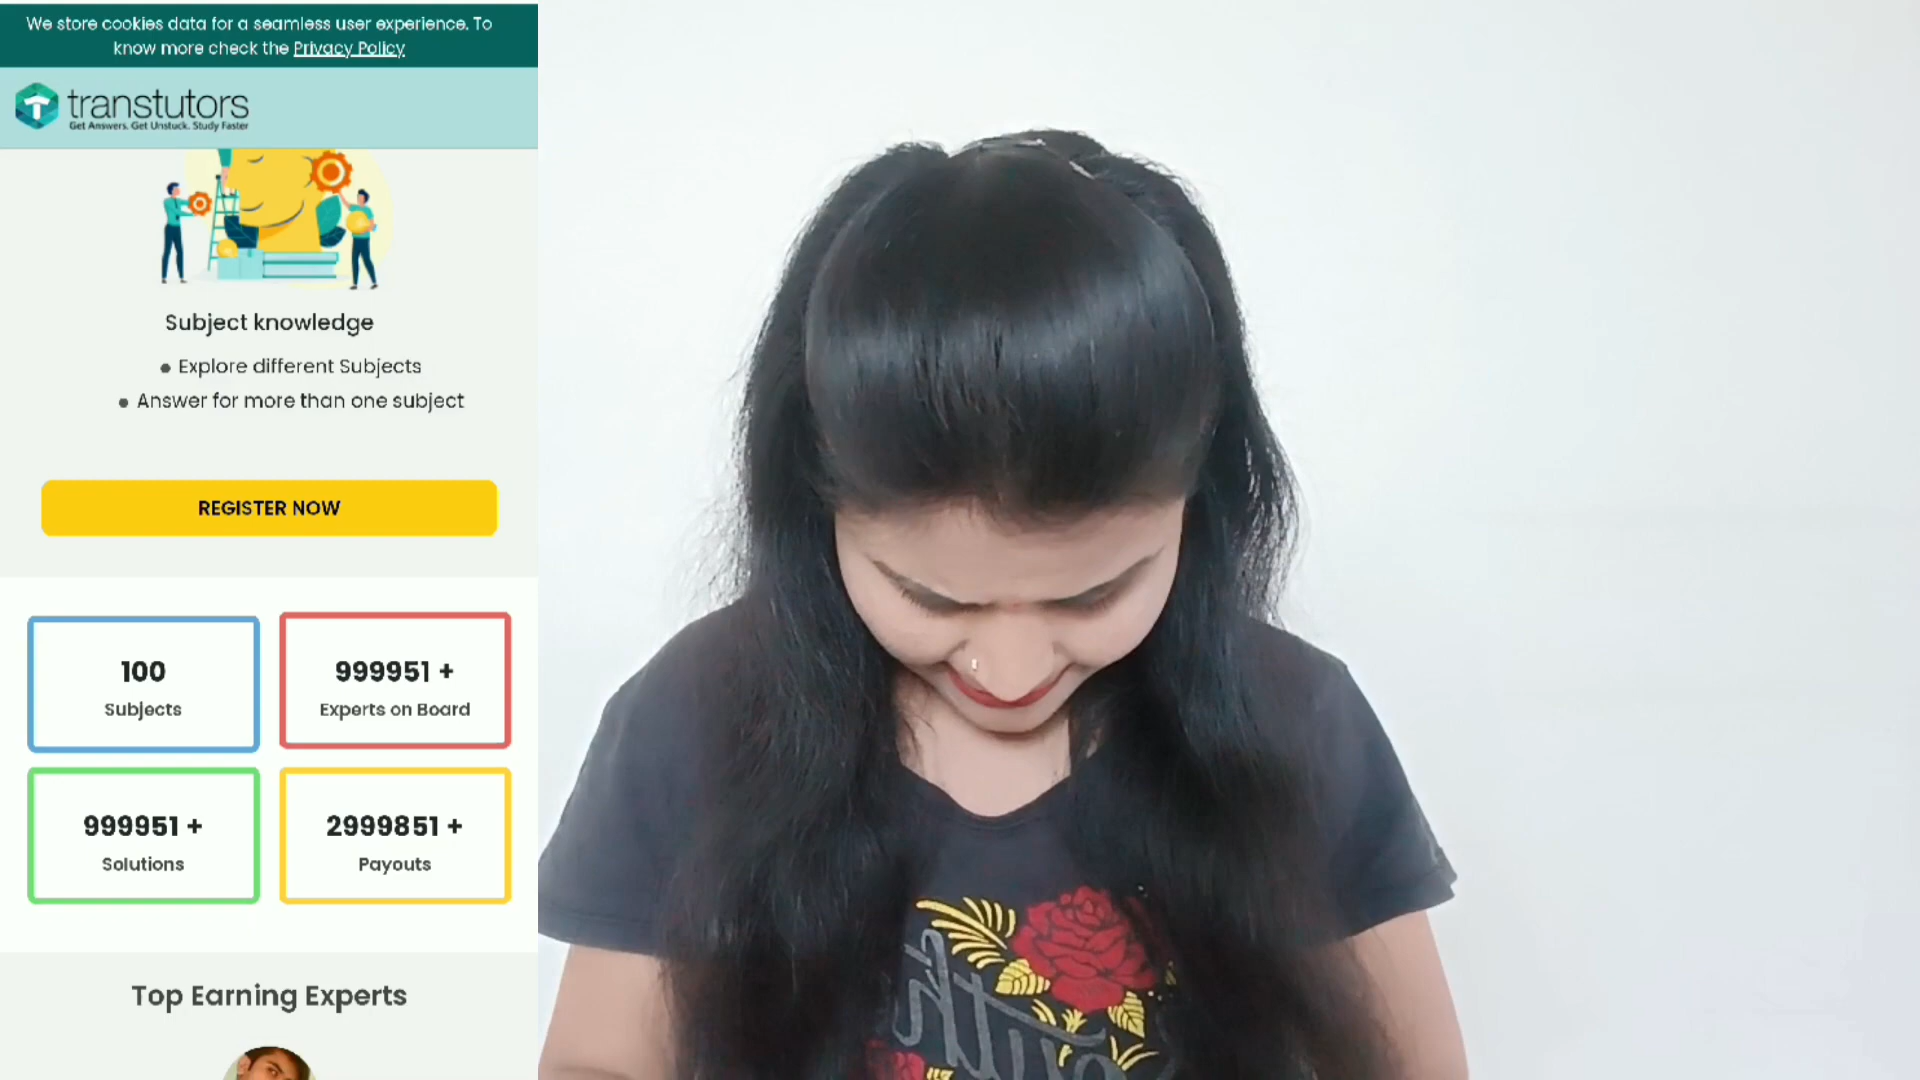 We store cookies data for a seamless user experience. To
know more check the Privacy Policy.
transtutors
Get Answers. Get Unstuck. Study Faster
Subject knowledge
• Explore different Subjects
• Answer for more than one subject
REGISTER NOW
100
Subjects
999951 +
Experts on Board
999951 +
Solutions
2999851 +
Payouts
Top Earning Experts